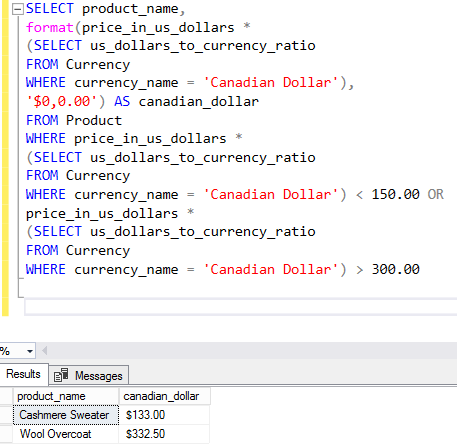 SELECT product_name,
format(price_in_us_dollars *
(SELECT us_dollars_to_currency_ratio
FROM Currency
WHERE currency_name = 'Canadian Dollar'),
'$0,0.00') AS canadian_dollar
FROM Product
WHERE price_in_us_dollars *
(SELECT us_dollars_to_currency_ratio
FROM Currency
WHERE currency_name = 'Canadian Dollar') < 150.00 OR
price_in_us_dollars *
(SELECT us_dollars_to_currency_ratio
FROM Currency
WHERE currency_name = 'Canadian Dollar') > 300.00
%
Results Messages
product_name canadian_dollar
Cashmere Sweater $133.00
Wool Overcoat $332.50